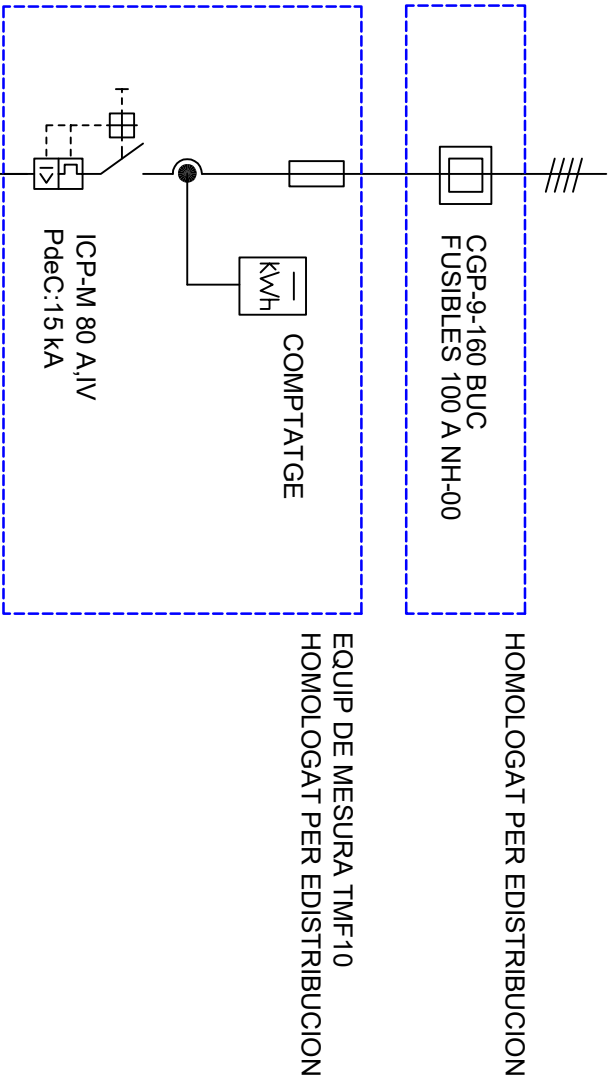 CGP-9-160 BUC
FUSIBLES 100 A NH-00
HOMOLOGAT PER EDISTRIBUCION
kWh
COMPTATGE
EQUIP DE MESURA TMF10
HOMOLOGAT PER EDISTRIBUCION
I>
ICP-M 80 A,IV
PdeC:15 kA